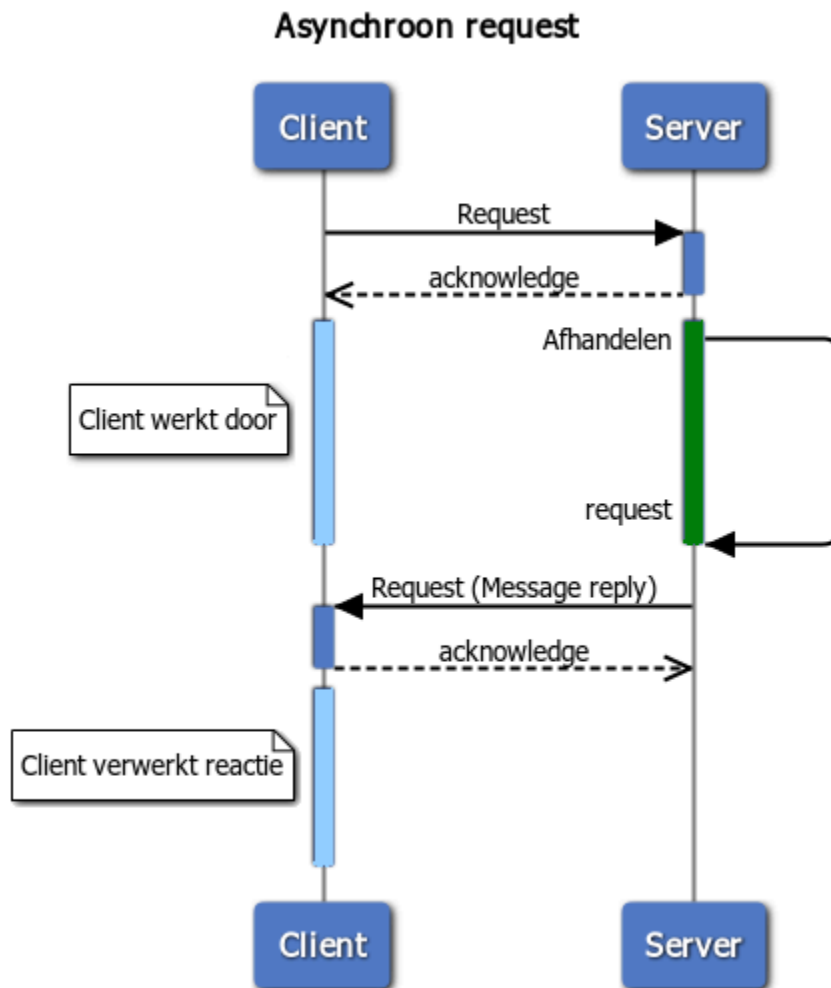 Asynchroon request
Client
Server
Request
acknowledge
Afhandelen
Client werkt door
request
Request (Message reply)
acknowledge
Client verwerkt reactie
Client
Server